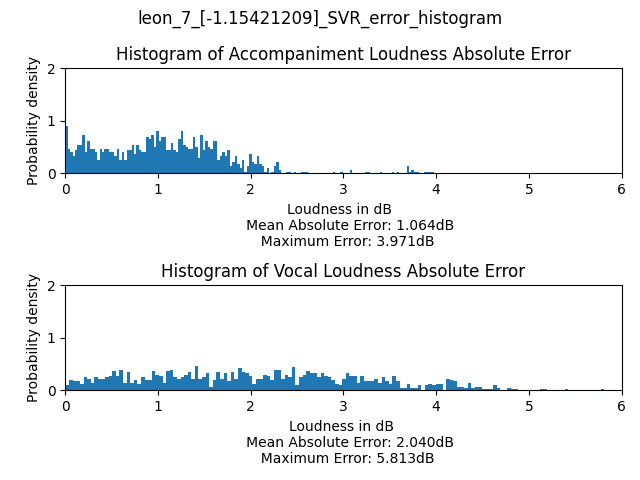 leon_7_[-1.15421209]_SVR_error_histogram
Histogram of Accompaniment Loudness Absolute Error
Probability density
2
1
0
0 1 2 3 4 5 6
Loudness in dB
Mean Absolute Error: 1.064dB
Maximum Error: 3.971dB
Histogram of Vocal Loudness Absolute Error
Probability density
2
1
0
0 1 2 3 4 5 6
Loudness in dB
Mean Absolute Error: 2.040dB
Maximum Error: 5.813dB